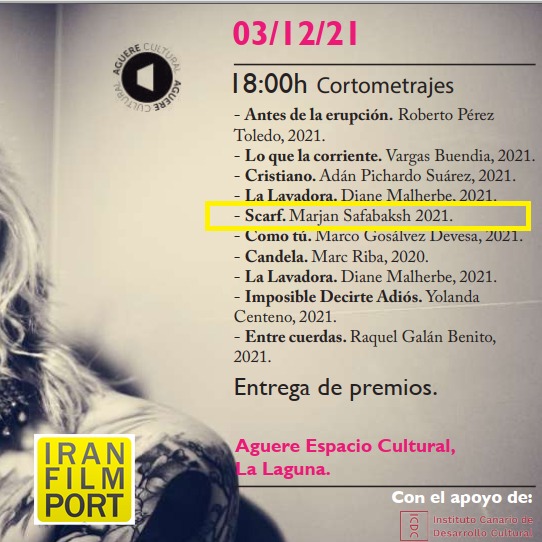 03/12/21
AGUERE CULTURAL
AGUERE CULTURAL
18:00h Cortometrajes
- Antes de la erupción. Roberto Pérez
Toledo, 2021.
- Lo que la corriente. Vargas Buendia, 2021.
- Cristiano. Adán Pichardo Suárez, 2021.
- La Lavadora. Diane Malherbe, 2021.
- Scarf. Marjan Safabaksh 2021.
- Como tú. Marco Gosálvez Devesa, 2021.
- Candela. Marc Riba, 2020.
- La Lavadora. Diane Malherbe, 2021.
- Imposible Decirte Adiós. Yolanda
Centeno, 2021.
- Entre cuerdas. Raquel Galán Benito,
2021.
Entrega de premios.
IRAN
FILM
PORT
Aguere Espacio Cultural,
La Laguna.
Con el apoyo de:
ICDC
Instituto Canario de
Desarrollo Cultural